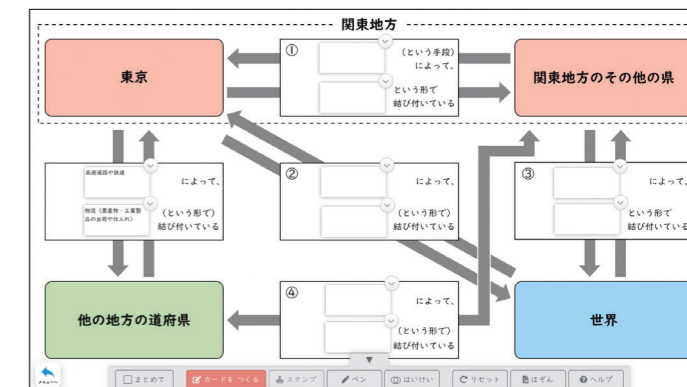 関東地方
東京
①
(という手段)
によって、
という形で
結び付いている
関東地方のその他の県
高速道路や鉄道
によって、
物流(農産物・工業製
品の出荷や仕入れ)
(という形で)
結び付いている
②
によって、
(という形で)
結び付いている
③
によって、
という形で
結び付いている
他の地方の道府県
④
によって、
(という形で)
結び付いている
世界
メニューへ
まとめて
カードをつくる
スタンプ
ペン
はいけい
リセット
ほぞん
ヘルプ